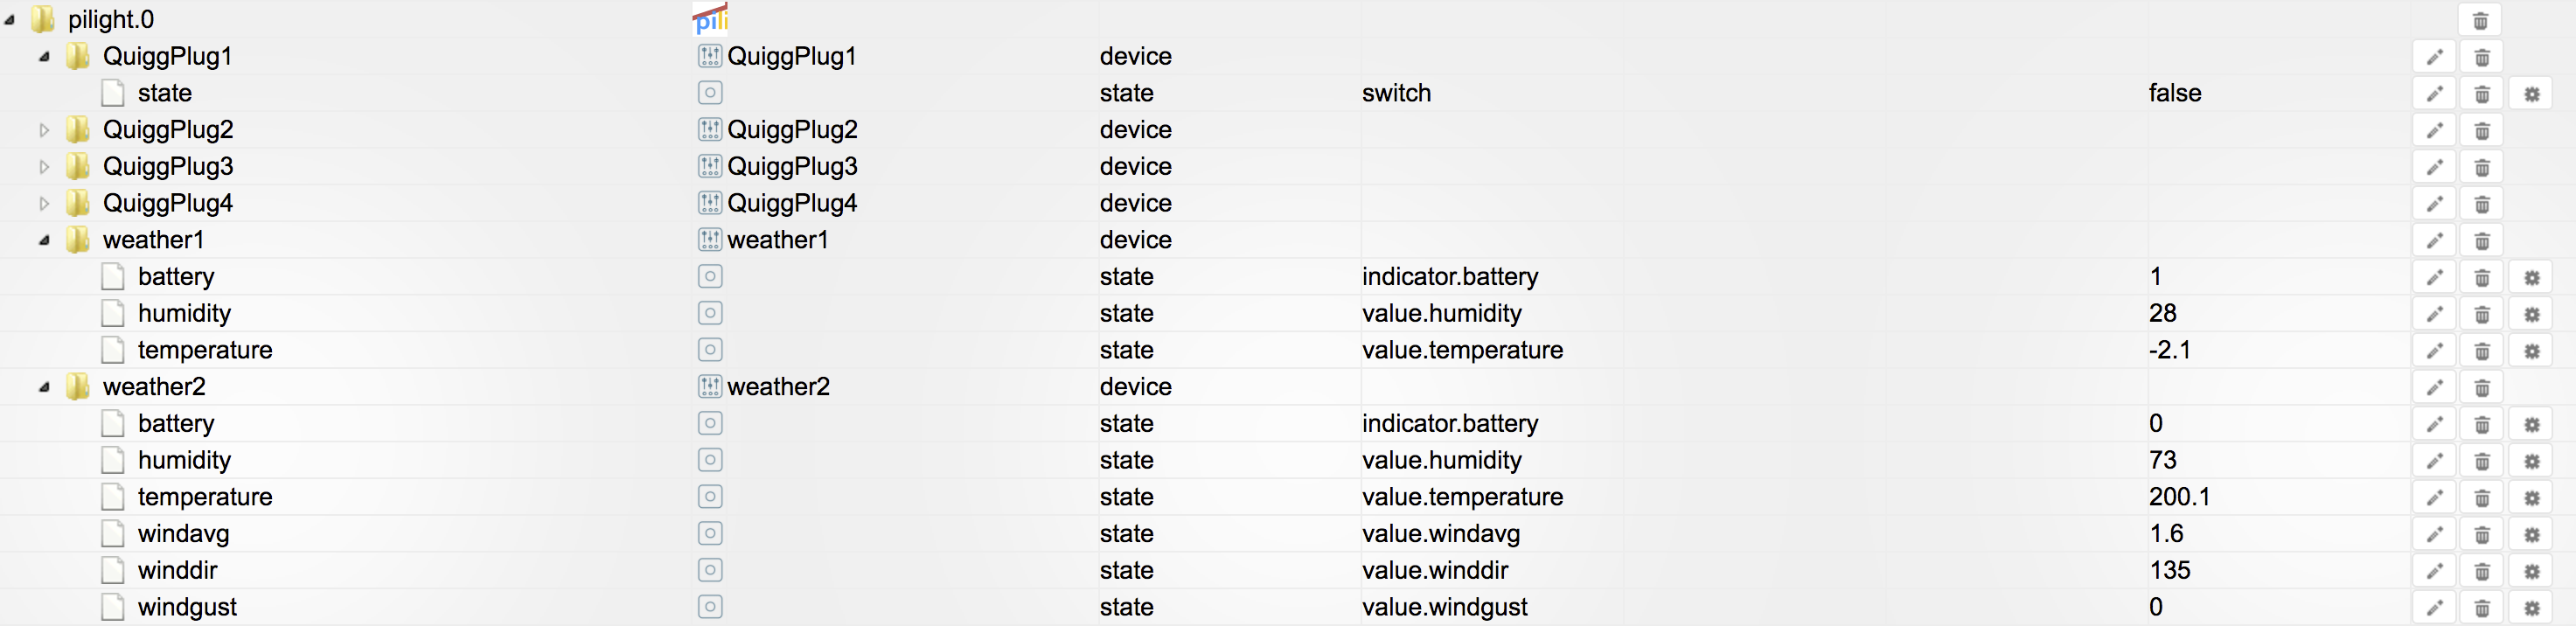 pilight.0 pili
QuiggPlug1 QuiggPlug1 device
state state switch false
QuiggPlug2 QuiggPlug2 device
QuiggPlug3 QuiggPlug3 device
QuiggPlug4 QuiggPlug4 device
weather1 weather1 device
battery state indicator.battery 1
humidity state value.humidity 28
temperature state value.temperature -2.1
weather2 weather2 device
battery state indicator.battery 0
humidity state value.humidity 73
temperature state value.temperature 200.1
windavg state value.windavg 1.6
winddir state value.winddir 135
windgust state value.windgust 0